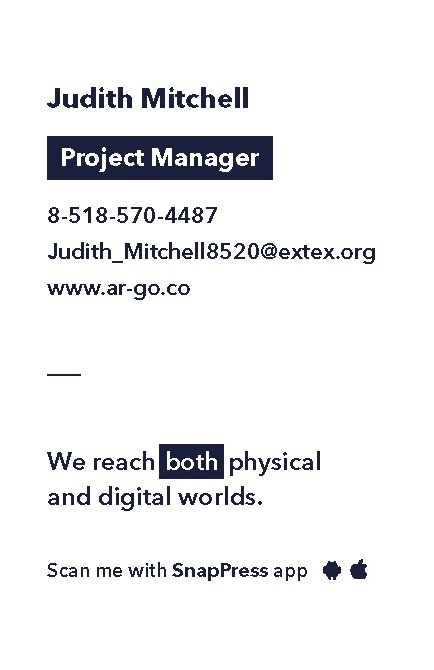 Judith Mitchell
Project Manager
8-518-570-4487
Judith_Mitchell8520@extex.org
www.ar-go.co
We reach both physical
and digital worlds.
Scan me with SnapPress app